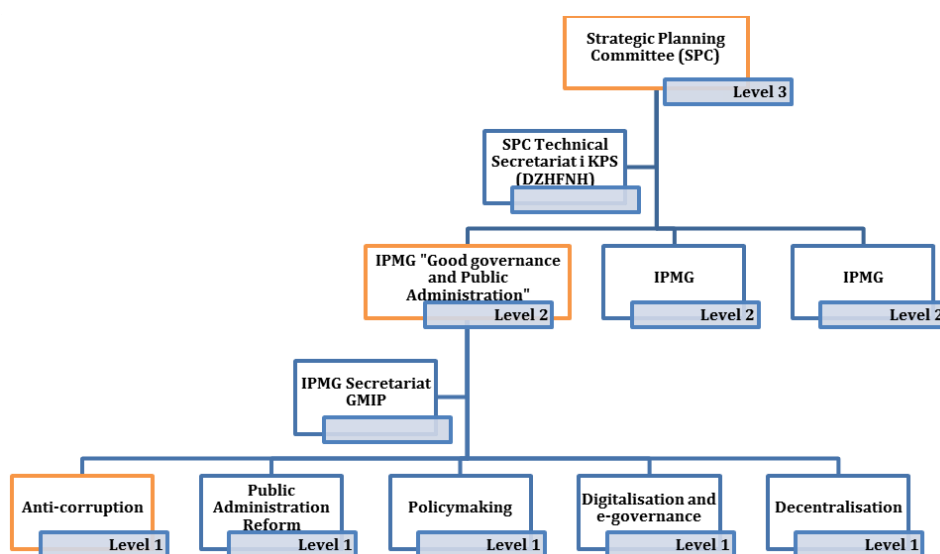 Strategic Planning
Committee (SPC)
Level 3
SPC Technical
Secretariat i KPS
(DZHFNH)
IPMG "Good governance
and Public
Administration"
Level 2
IPMG
Level 2
IPMG
Level 2
IPMG Secretariat
GMIP
Anti-corruption
Level 1
Public
Administration
Reform
Level 1
Policymaking
Level 1
Digitalisation and
e-governance
Level 1
Decentralisation
Level 1